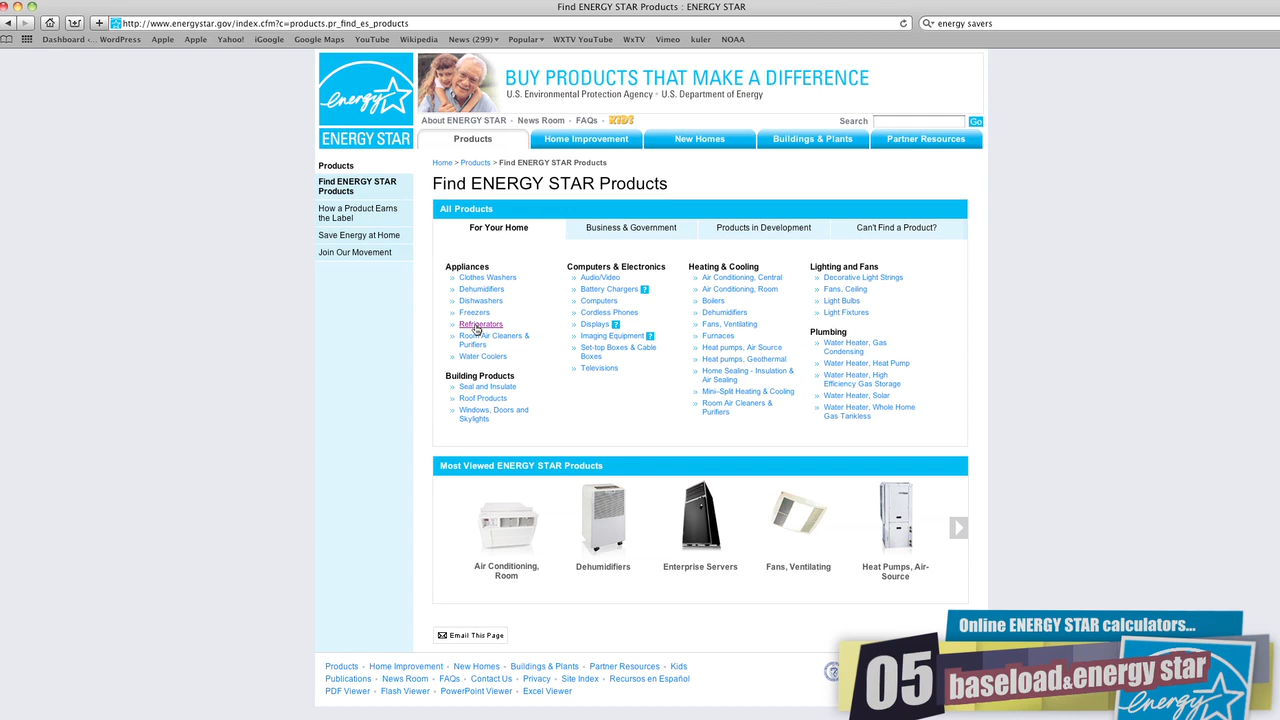 Find ENERGY STAR Products : ENERGY STAR
http://www.energystar.gov/index.cfm?c=products.pr_find_es_products
energy savers
Dashboard ‹... WordPress Apple Apple Yahoo! iGoogle Google Maps YouTube Wikipedia News (299) Popular WXTV YouTube WxTV Vimeo kuler NOAA
energy
ENERGY STAR
BUY PRODUCTS THAT MAKE A DIFFERENCE
U.S. Environmental Protection Agency • U.S. Department of Energy
About ENERGY STAR • News Room • FAQs • KIDS
Search Go
Products Home Improvement New Homes Buildings & Plants Partner Resources
Products
Find ENERGY STAR
Products
How a Product Earns
the Label
Save Energy at Home
Join Our Movement
Home > Products > Find ENERGY STAR Products
Find ENERGY STAR Products
All Products
For Your Home Business & Government Products in Development Can't Find a Product?
Appliances
» Clothes Washers
» Dehumidifiers
» Dishwashers
» Freezers
» Refrigerators
» Room Air Cleaners &
Purifiers
» Water Coolers
Building Products
» Seal and Insulate
» Roof Products
» Windows, Doors and
Skylights
Computers & Electronics
» Audio/Video
» Battery Chargers ?
» Computers
» Cordless Phones
» Displays ?
» Imaging Equipment ?
» Set-top Boxes & Cable
Boxes
» Televisions
Heating & Cooling
» Air Conditioning, Central
» Air Conditioning, Room
» Boilers
» Dehumidifiers
» Fans, Ventilating
» Furnaces
» Heat pumps, Air Source
» Heat pumps, Geothermal
» Home Sealing - Insulation &
Air Sealing
» Mini-Split Heating & Cooling
» Room Air Cleaners &
Purifiers
Lighting and Fans
» Decorative Light Strings
» Fans, Ceiling
» Light Bulbs
» Light Fixtures
Plumbing
» Water Heater, Gas
Condensing
» Water Heater, Heat Pump
» Water Heater, High
Efficiency Gas Storage
» Water Heater, Solar
» Water Heater, Whole Home
Gas Tankless
Most Viewed ENERGY STAR Products
Air Conditioning,
Room
Dehumidifiers
Enterprise Servers
Fans, Ventilating
Heat Pumps, Air-
Source
Email This Page
Products • Home Improvement • New Homes • Buildings & Plants • Partner Resources • Kids
Publications • News Room • FAQs • Contact Us • Privacy • Site Index • Recursos en Español
PDF Viewer • Flash Viewer • PowerPoint Viewer • Excel Viewer
Online ENERGY STAR calculators...
05 baseload&energy star
energy